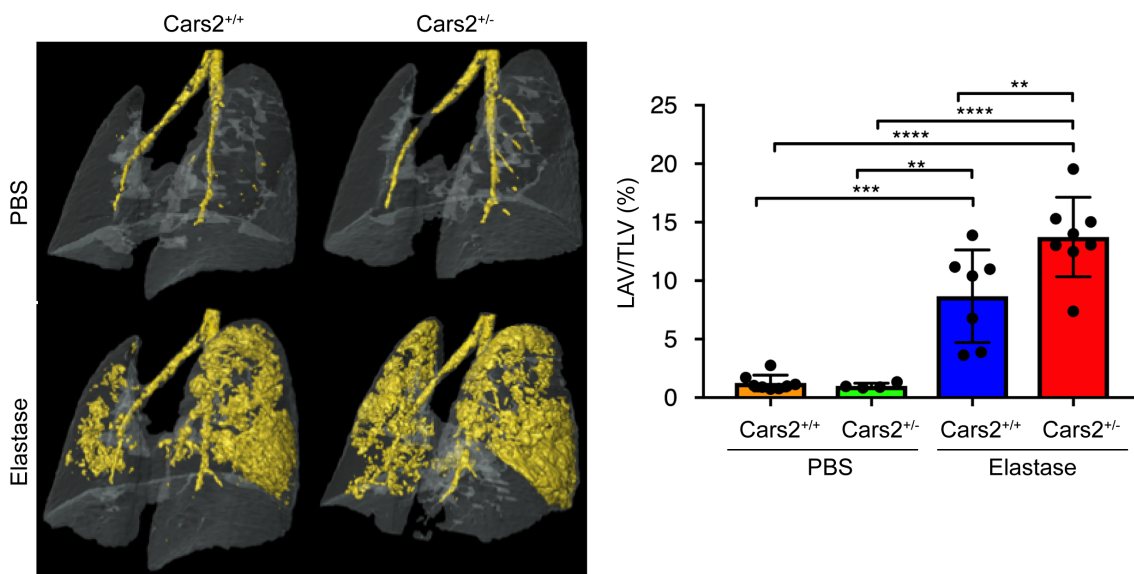 Cars2+/+
Cars2+/-
PBS
Elastase
**
****
****
**
***
LAV/TLV (%)
25
20
15
10
5
0
Cars2+/+ Cars2+/- Cars2+/+ Cars2+/-
PBS Elastase